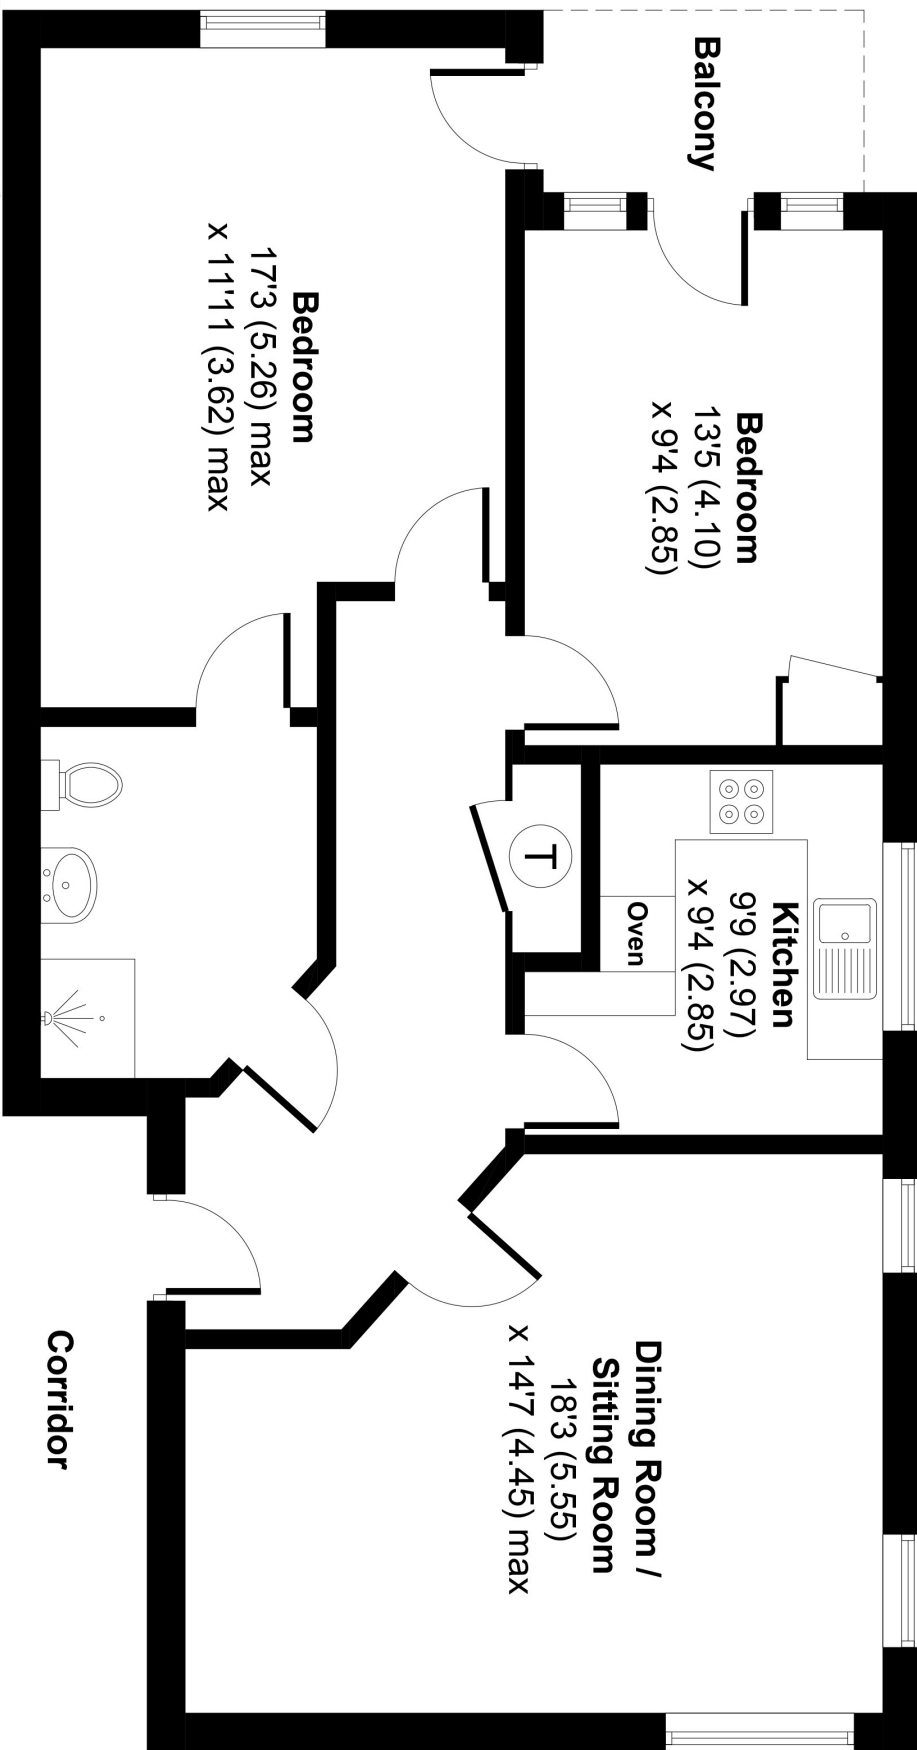 Balcony
Bedroom
13'5 (4.10)
x 9'4 (2.85)
Bedroom
17'3 (5.26) max
x 11'11 (3.62) max
Kitchen
9'9 (2.97)
x 9'4 (2.85)
Oven
T
Dining Room /
Sitting Room
18'3 (5.55)
x 14'7 (4.45) max
Corridor